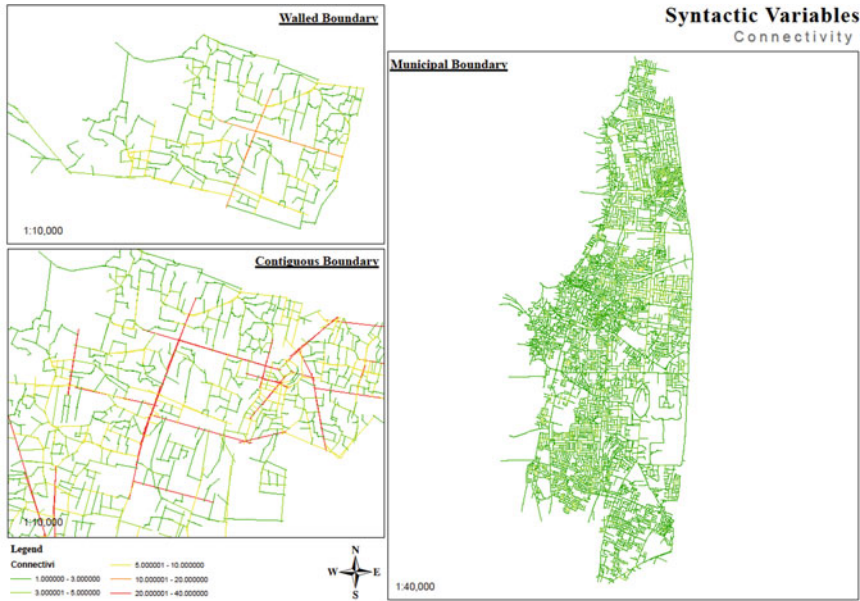 Syntactic Variables
Connectivity
Walled Boundary
1:10,000
Contiguous Boundary
1:10,000
Municipal Boundary
1:40,000
Legend
Connectivi
1.000000 - 3.000000
3.000001 - 5.000000
5.000001 - 10.000000
10.000001 - 20.000000
20.000001 - 40.000000
N
W E
S